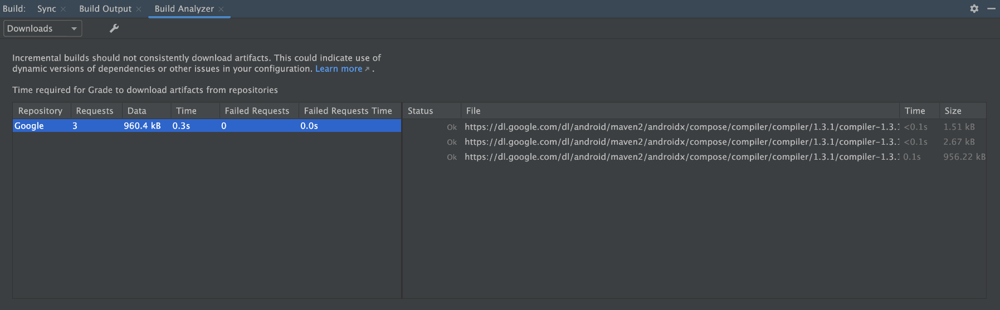 Build: Sync Build Output Build Analyzer
Downloads
Incremental builds should not consistently download artifacts. This could indicate use of
dynamic versions of dependencies or other issues in your configuration. Learn more ↗ .
Time required for Grade to download artifacts from repositories
Repository Requests Data Time Failed Requests Failed Requests Time
Google 3 960.4 kB 0.3s 0 0.0s
Status File Time Size
Ok https://dl.google.com/dl/android/maven2/androidx/compose/compiler/compiler/1.3.1/compiler-1.3.1 <0.1s 1.51 kB
Ok https://dl.google.com/dl/android/maven2/androidx/compose/compiler/compiler/1.3.1/compiler-1.3.1 <0.1s 2.67 kB
Ok https://dl.google.com/dl/android/maven2/androidx/compose/compiler/compiler/1.3.1/compiler-1.3.1 0.1s 956.22 kB